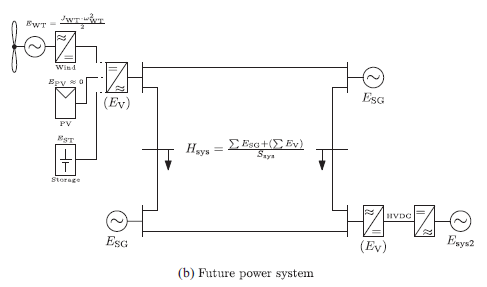 E_WT = J_WT·ω²_WT / 2
Wind
E_PV ≈ 0
PV
(E_V)
E_ST
Storage
E_SG
H_sys = ∑ E_SG+(∑ E_V) / S_sys
E_SG
HVDC
(E_V)
E_sys2
(b) Future power system